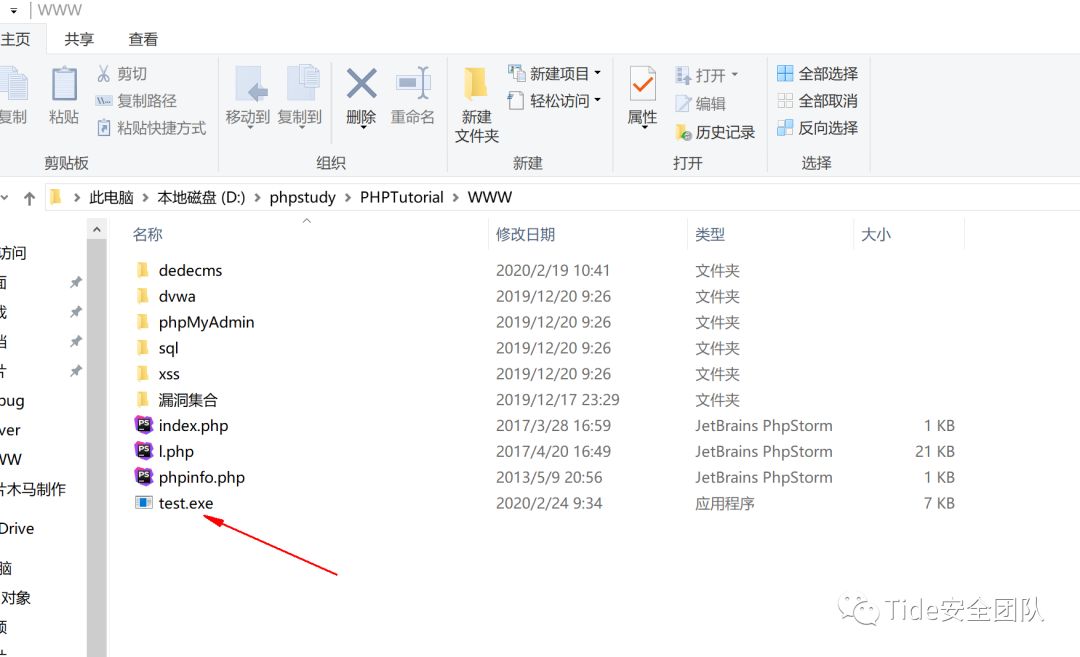 WWW
主页 共享 查看
复制 粘贴 剪切 复制路径 粘贴快捷方式
剪贴板
移动到 复制到 删除 重命名
组织
新建文件夹 新建项目 轻松访问
新建
属性 打开 编辑 历史记录
打开
全部选择 全部取消 反向选择
选择
此电脑 本地磁盘 (D:) phpstudy PHPTutorial WWW
名称 修改日期 类型 大小
dedecms 2020/2/19 10:41 文件夹
dvwa 2019/12/20 9:26 文件夹
phpMyAdmin 2019/12/20 9:26 文件夹
sql 2019/12/20 9:26 文件夹
xss 2019/12/20 9:26 文件夹
漏洞集合 2019/12/17 23:29 文件夹
index.php 2017/3/28 16:59 JetBrains PhpStorm 1 KB
l.php 2017/4/20 16:49 JetBrains PhpStorm 21 KB
phpinfo.php 2013/5/9 20:56 JetBrains PhpStorm 1 KB
test.exe 2020/2/24 9:34 应用程序 7 KB
访问
面
档
片
bug
ver
WW
片木马制作
Drive
脑
对象
频
Tide安全团队